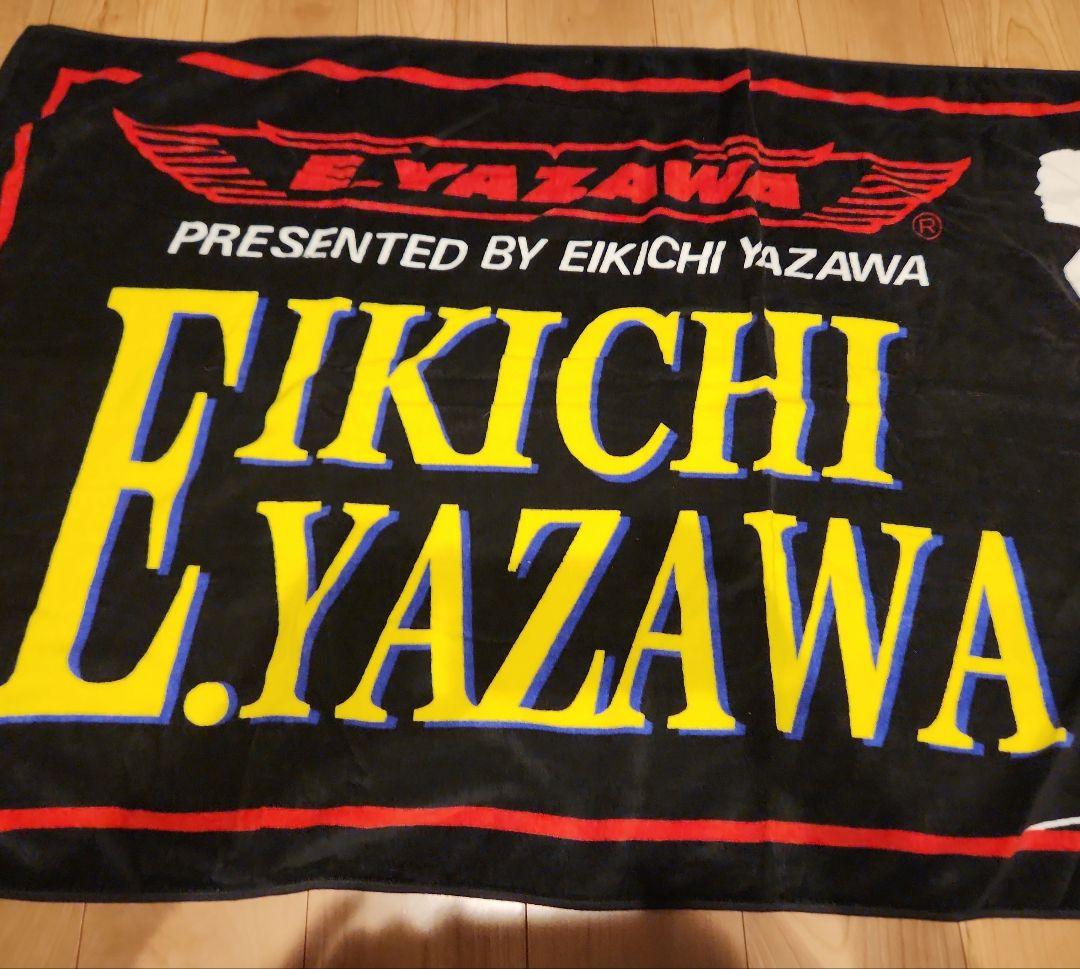 E.YAZAWA ®
PRESENTED BY EIKICHI YAZAWA
EIKICHI
E.YAZAWA